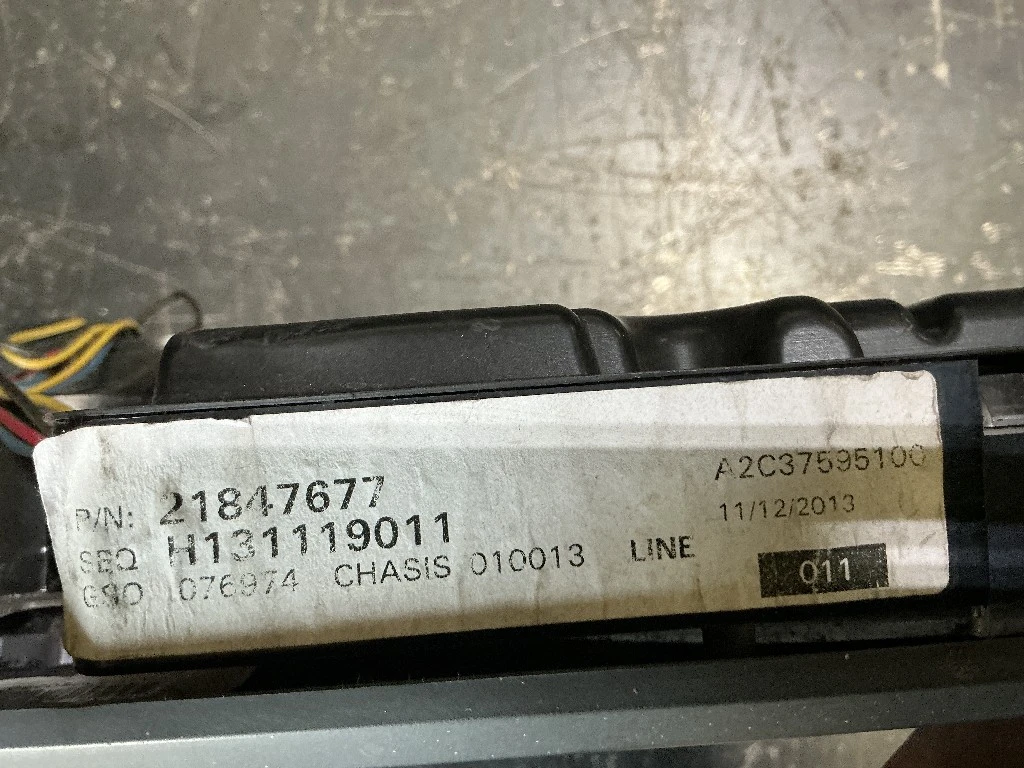 P/N: 21847677
A2C37595100
SEQ H131119011
11/12/2013
GSO 076974 CHASIS 010013 LINE 011